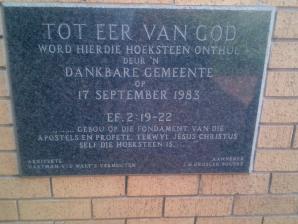 TOT EER VAN GOD
WORD HIERDIE HOEKSTEEN ONTHUL
DEUR 'N
DANKBARE GEMEENTE
OP
17 SEPTEMBER 1983
EF. 2:19-22
....... GEBOU OP DIE FONDAMENT VAN DIE
APOSTELS EN PROFETE, TERWYL JESUS CHRISTUS
SELF DIE HOEKSTEEN IS....
ARGITEKTE AANNEMER